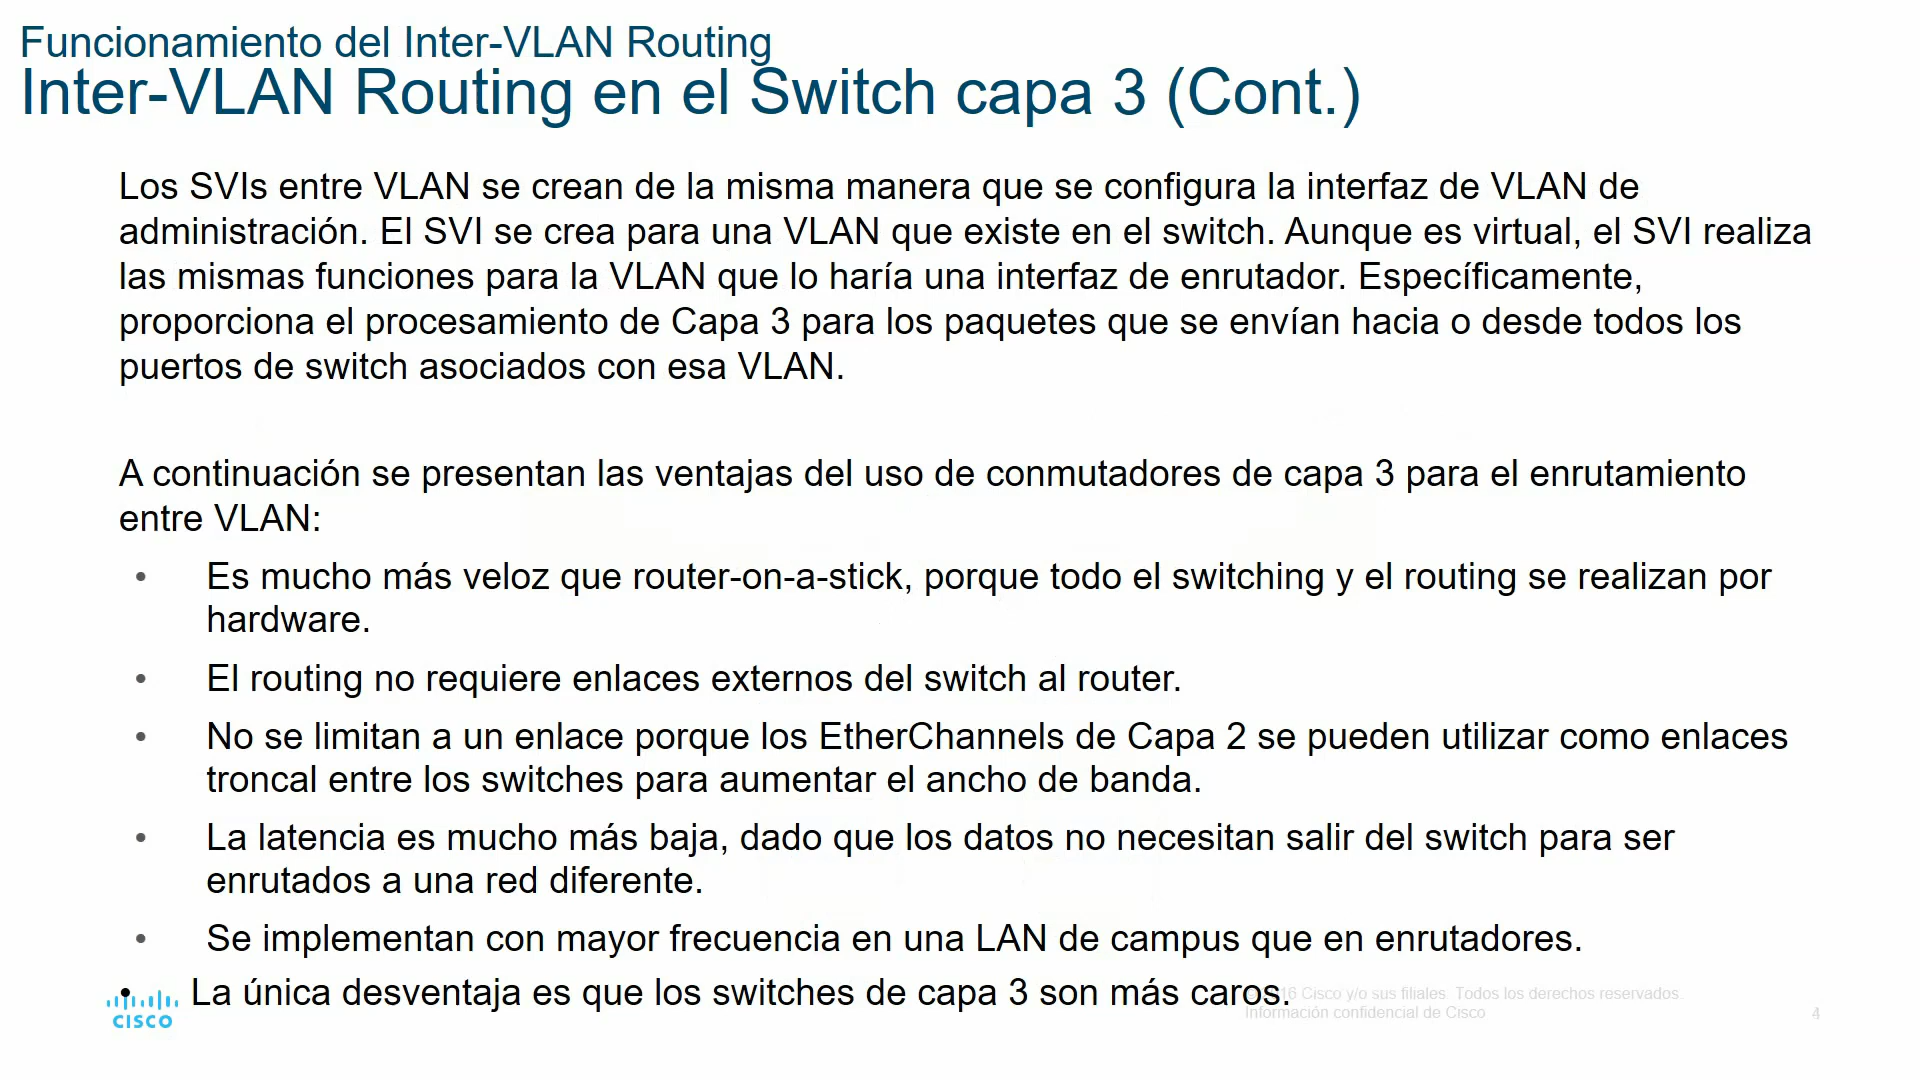 Funcionamiento del Inter-VLAN Routing
Inter-VLAN Routing en el Switch capa 3 (Cont.)
Los SVIs entre VLAN se crean de la misma manera que se configura la interfaz de VLAN de
administración. El SVI se crea para una VLAN que existe en el switch. Aunque es virtual, el SVI realiza
las mismas funciones para la VLAN que lo haría una interfaz de enrutador. Específicamente,
proporciona el procesamiento de Capa 3 para los paquetes que se envían hacia o desde todos los
puertos de switch asociados con esa VLAN.
A continuación se presentan las ventajas del uso de conmutadores de capa 3 para el enrutamiento
entre VLAN:
• Es mucho más veloz que router-on-a-stick, porque todo el switching y el routing se realizan por
hardware.
• El routing no requiere enlaces externos del switch al router.
• No se limitan a un enlace porque los EtherChannels de Capa 2 se pueden utilizar como enlaces
troncal entre los switches para aumentar el ancho de banda.
• La latencia es mucho más baja, dado que los datos no necesitan salir del switch para ser
enrutados a una red diferente.
• Se implementan con mayor frecuencia en una LAN de campus que en enrutadores.
• La única desventaja es que los switches de capa 3 son más caros.
CISCO
16 Cisco y/o sus filiales. Todos los derechos reservados.
Información confidencial de Cisco
4